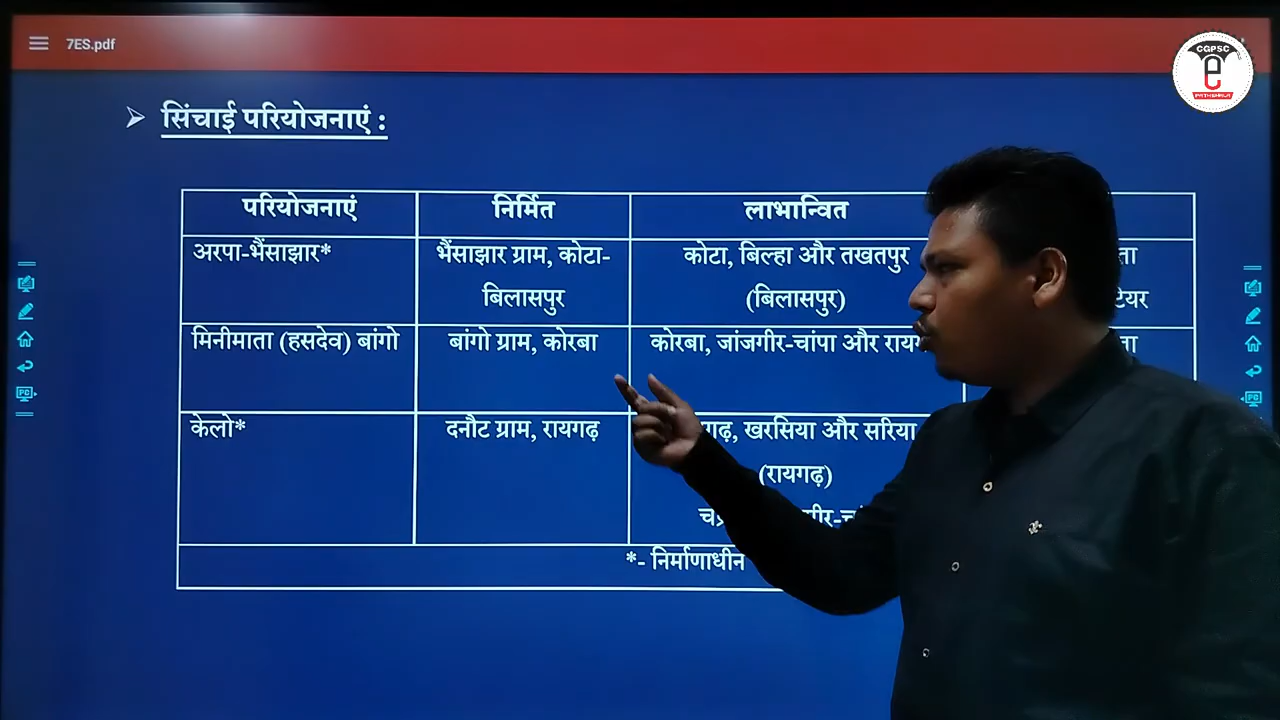 7ES.pdf
CGPSC
e
PATHSHALA
➢ सिंचाई परियोजनाएं :
परियोजनाएं निर्मित लाभान्वित
अरपा-भैंसाझार* भैंसाझार ग्राम, कोटा- कोटा, बिल्हा और तखतपुर
बिलासपुर (बिलासपुर)
मिनीमाता (हसदेव) बांगो बांगो ग्राम, कोरबा कोरबा, जांजगीर-चांपा और
केलो* दनौट ग्राम, रायगढ़ खरसिया और सरिया
(रायगढ़)
*- निर्माणाधीन